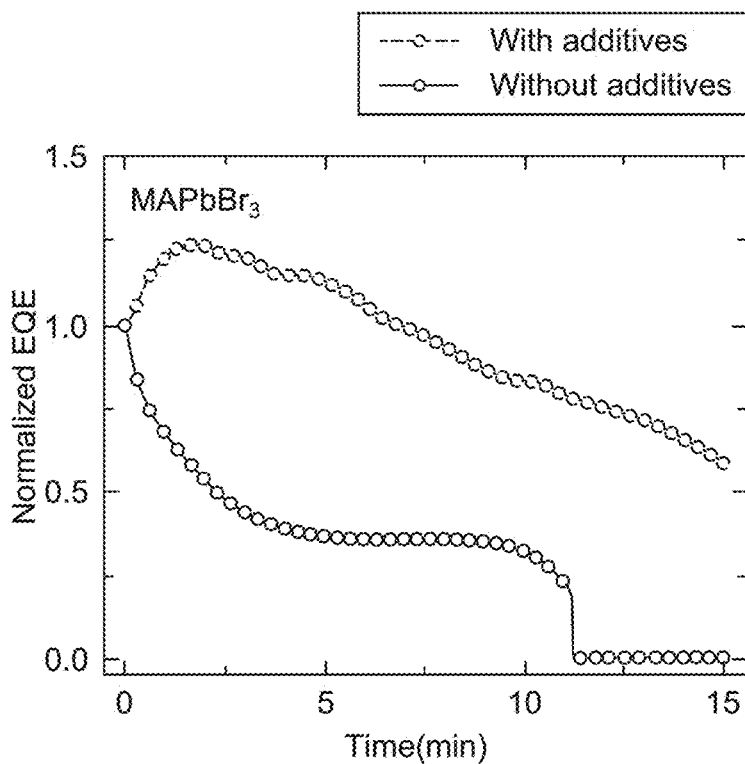 With additives
Without additives
MAPbBr₃
Normalized EQE
1.5
1.0
0.5
0.0
0
5
10
15
Time(min)